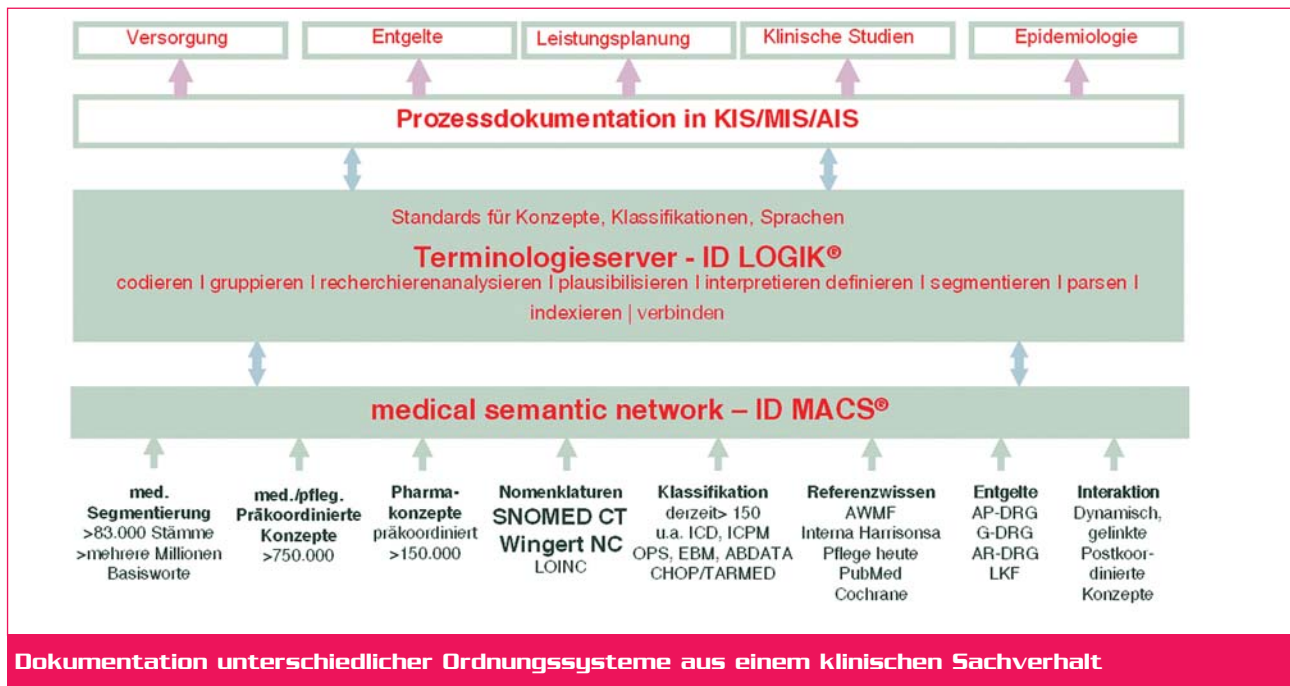 Versorgung
Entgelte
Leistungsplanung
Klinische Studien
Epidemiologie
Prozessdokumentation in KIS/MIS/AIS
Standards für Konzepte, Klassifikationen, Sprachen
Terminologieserver - ID LOGIK®
codieren I gruppieren I recherchierenanalysieren I plausibilisieren I interpretieren definieren I segmentieren I parsen I
indexieren | verbinden
medical semantic network – ID MACS®
med.
Segmentierung
>83.000 Stämme
>mehrere Millionen
Basisworte
med./pfleg.
Präkoordinierte
Konzepte
>750.000
Pharma-
konzepte
präkoordiniert
>150.000
Nomenklaturen
SNOMED CT
Wingert NC
LOINC
Klassifikation
derzeit> 150
u.a. ICD, ICPM
OPS, EBM, ABDATA
CHOP/TARMED
Referenzwissen
AWMF
Interna Harrisonsa
Pflege heute
PubMed
Cochrane
Entgelte
AP-DRG
G-DRG
AR-DRG
LKF
Interaktion
Dynamisch,
gelinkte
Postkoor-
dinierte
Konzepte
Dokumentation unterschiedlicher Ordnungssysteme aus einem klinischen Sachverhalt